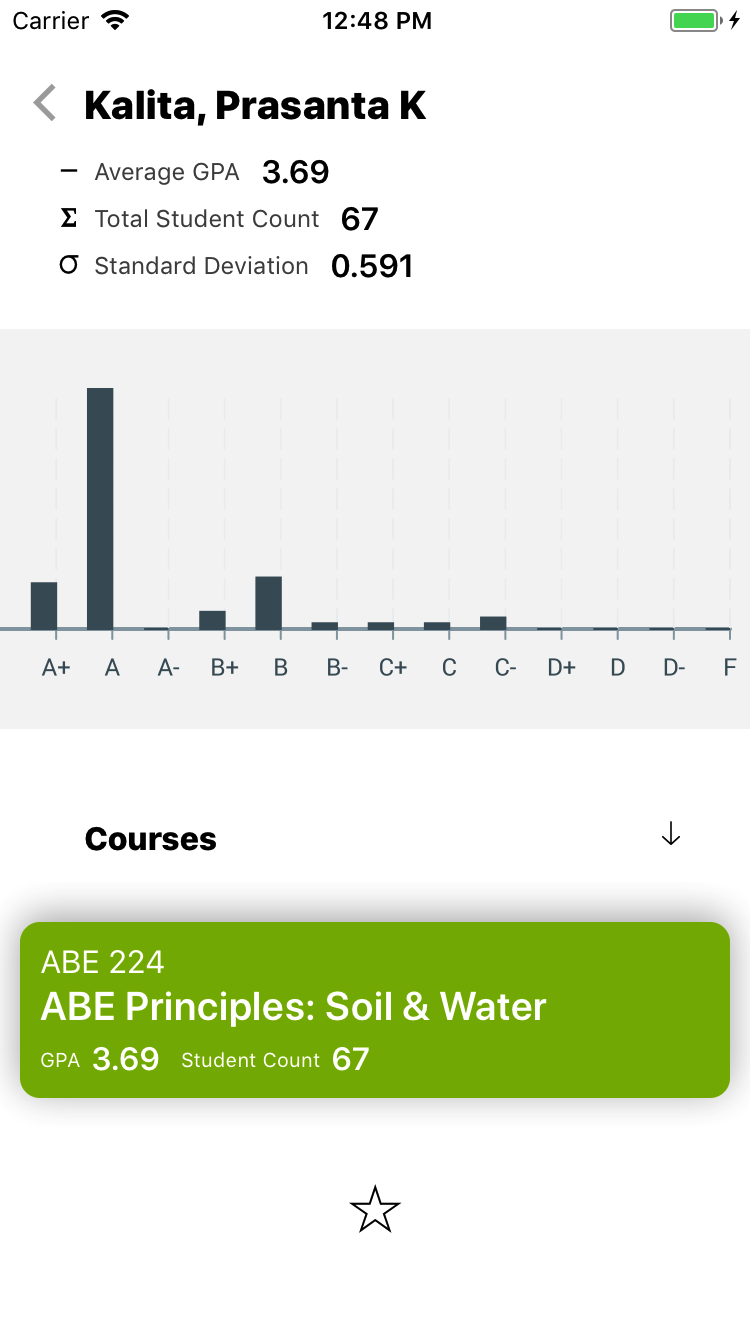 Carrier 12:48 PM
Kalita, Prasanta K
– Average GPA 3.69
Σ Total Student Count 67
σ Standard Deviation 0.591
A+ A A- B+ B B- C+ C C- D+ D D- F
Courses
ABE 224
ABE Principles: Soil & Water
GPA 3.69 Student Count 67